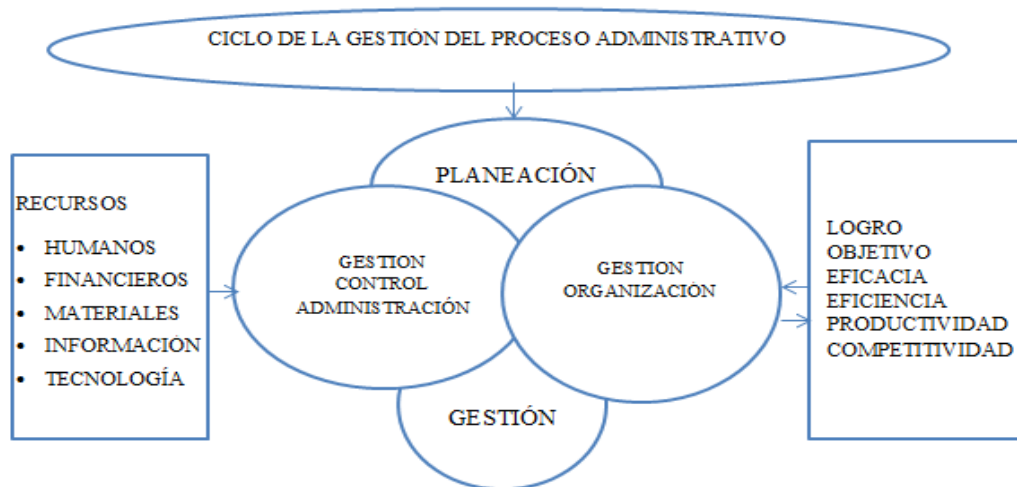 CICLO DE LA GESTIÓN DEL PROCESO ADMINISTRATIVO
PLANEACIÓN
RECURSOS
• HUMANOS
• FINANCIEROS
• MATERIALES
• INFORMACIÓN
• TECNOLOGÍA
GESTION
CONTROL
ADMINISTRACIÓN
GESTION
ORGANIZACIÓN
LOGRO
OBJETIVO
EFICACIA
EFICIENCIA
PRODUCTIVIDAD
COMPETITIVIDAD
GESTIÓN